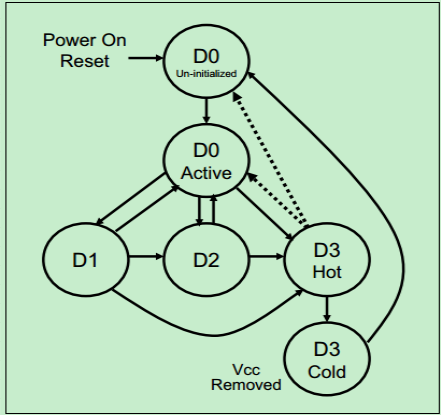 Power On
Reset
D0
Un-initialized
D0
Active
D1
D2
D3
Hot
D3
Cold
Vcc
Removed